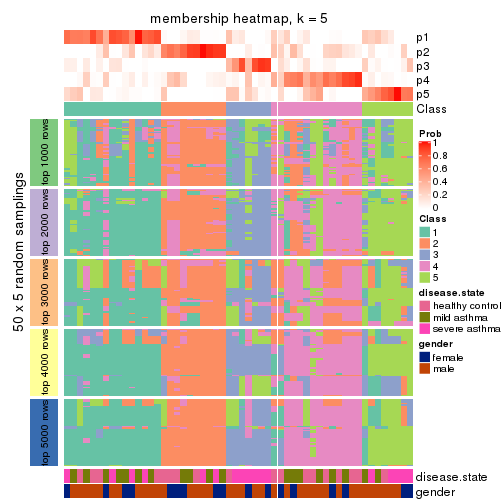 membership heatmap, k = 5
p1
p2
p3
p4
p5
Class
50 x 5 random samplings
top 1000 rows
top 2000 rows
top 3000 rows
top 4000 rows
top 5000 rows
disease.state
gender
Prob
1
0.8
0.6
0.4
0.2
0
Class
1
2
3
4
5
disease.state
healthy control
mild asthma
severe asthma
gender
female
male